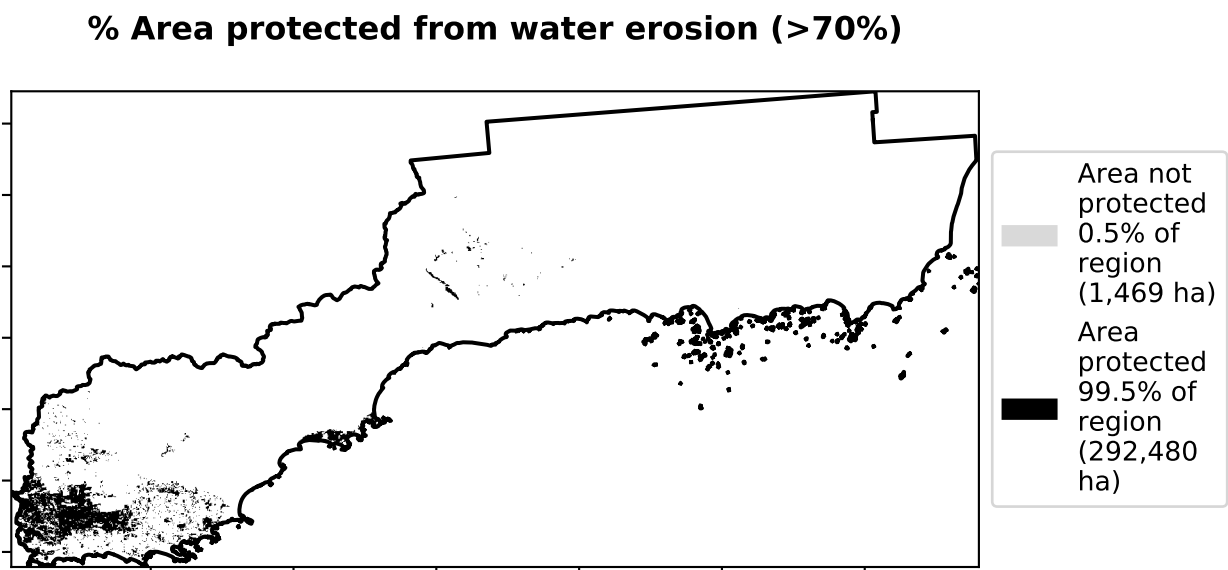 % Area protected from water erosion (>70%)
Area not
protected
0.5% of
region
(1,469 ha)
Area
protected
99.5% of
region
(292,480
ha)